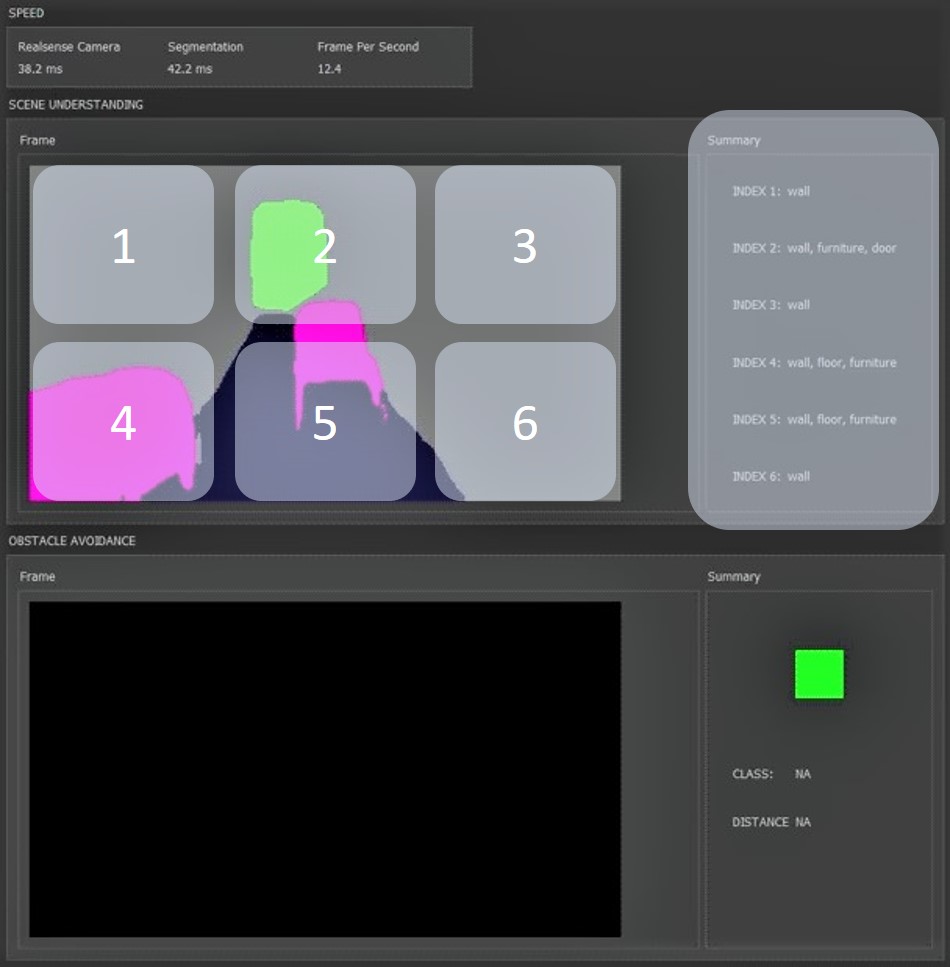 SPEED
Realsense Camera Segmentation Frame Per Second
38.2 ms 42.2 ms 12.4
SCENE UNDERSTANDING
Frame
1 2 3
4 5 6
Summary
INDEX 1: wall
INDEX 2: wall, furniture, door
INDEX 3: wall
INDEX 4: wall, floor, furniture
INDEX 5: wall, floor, furniture
INDEX 6: wall
OBSTACLE AVOIDANCE
Frame
Summary
CLASS: NA
DISTANCE NA